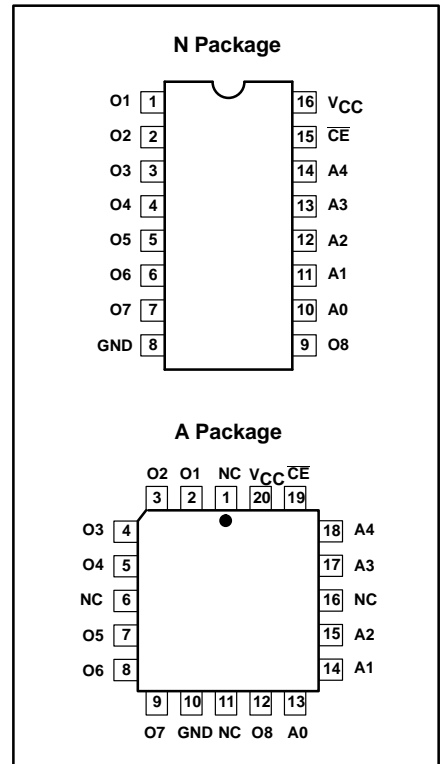 N Package
O1 1 16 VCC
O2 2 15 CE
O3 3 14 A4
O4 4 13 A3
O5 5 12 A2
O6 6 11 A1
O7 7 10 A0
GND 8 9 O8
A Package
O2 O1 NC VCC CE
3 2 1 20 19
O3 4 18 A4
O4 5 17 A3
NC 6 16 NC
O5 7 15 A2
O6 8 14 A1
9 10 11 12 13
O7 GND NC O8 A0